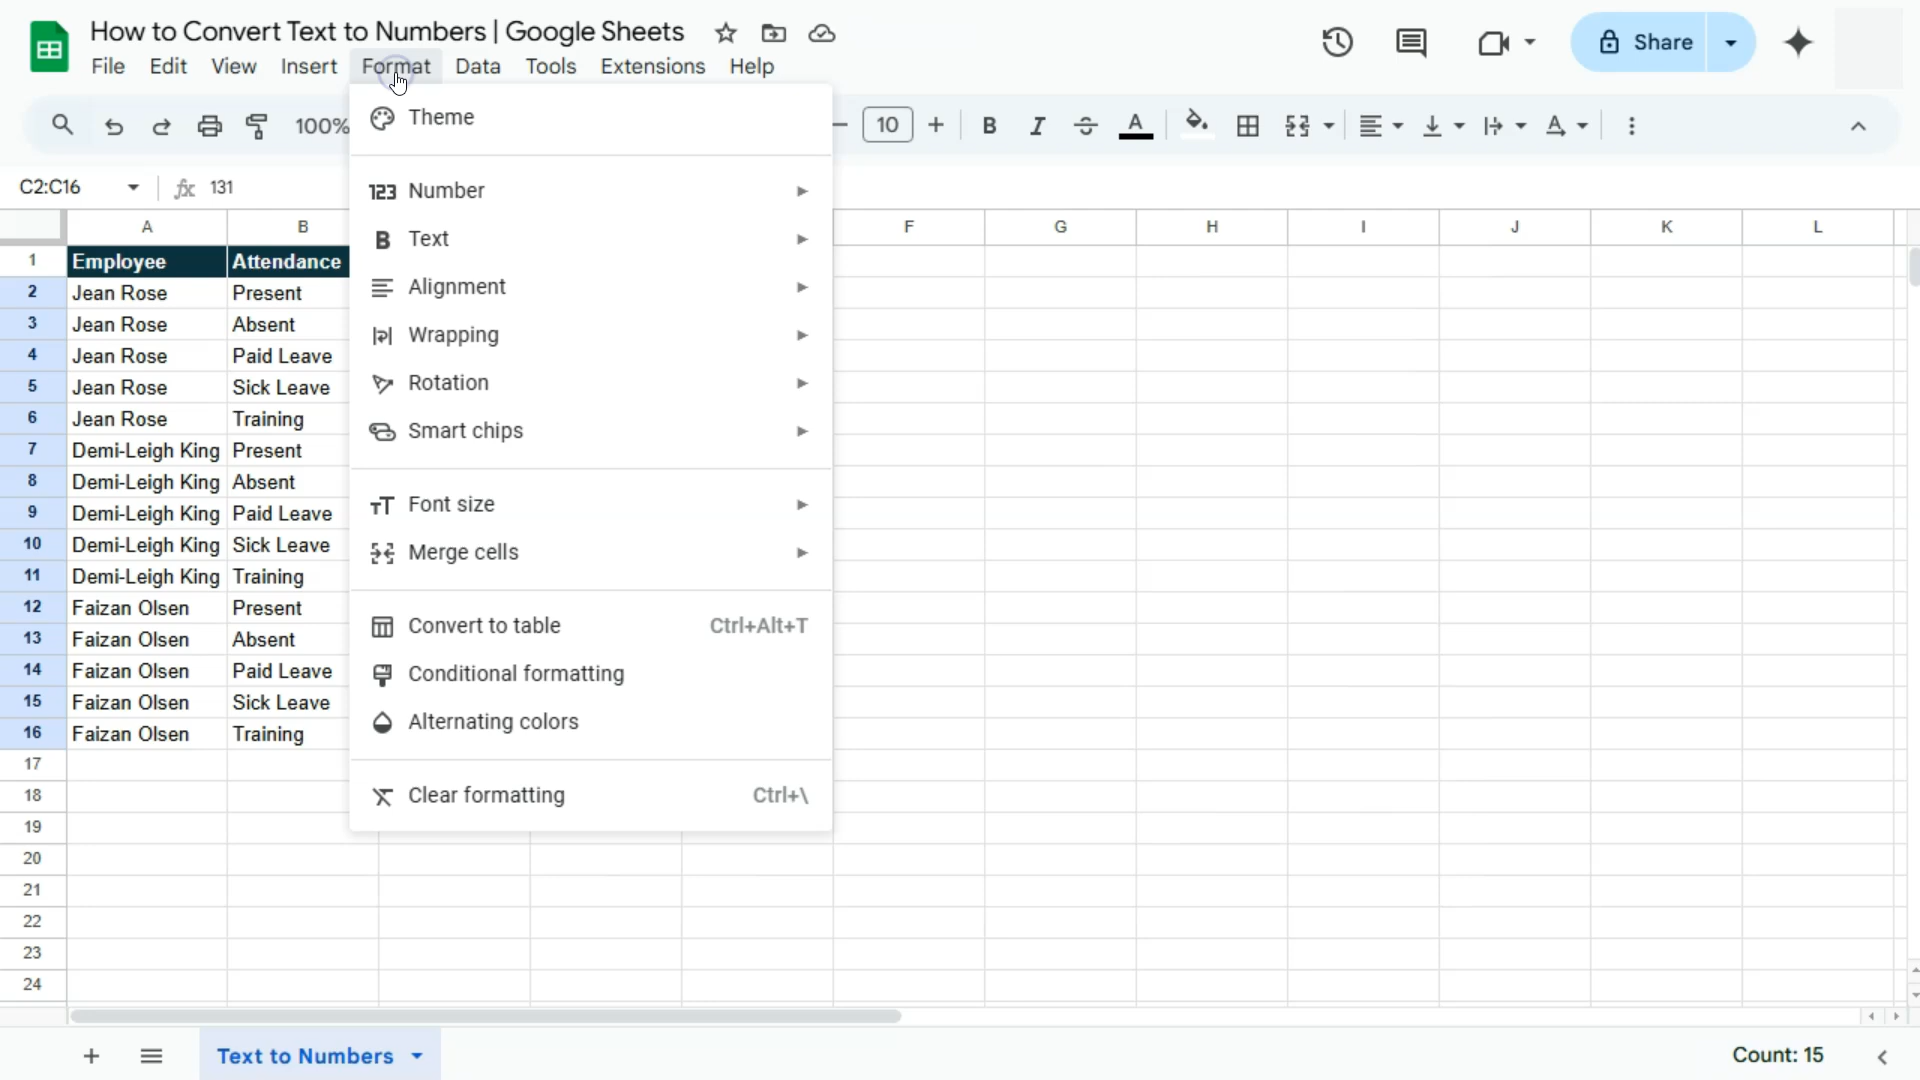 How to Convert Text to Numbers | Google Sheets
File Edit View Insert Format Data Tools Extensions Help
Share
100% 10 B I A A
C2:C16 fx 131
Theme
123 Number
B Text
Alignment
Wrapping
Rotation
Smart chips
Font size
Merge cells
Convert to table Ctrl+Alt+T
Conditional formatting
Alternating colors
Clear formatting Ctrl+\
A B F G H I J K L
1 Employee Attendance
2 Jean Rose Present
3 Jean Rose Absent
4 Jean Rose Paid Leave
5 Jean Rose Sick Leave
6 Jean Rose Training
7 Demi-Leigh King Present
8 Demi-Leigh King Absent
9 Demi-Leigh King Paid Leave
10 Demi-Leigh King Sick Leave
11 Demi-Leigh King Training
12 Faizan Olsen Present
13 Faizan Olsen Absent
14 Faizan Olsen Paid Leave
15 Faizan Olsen Sick Leave
16 Faizan Olsen Training
17
18
19
20
21
22
23
24
Text to Numbers
Count: 15